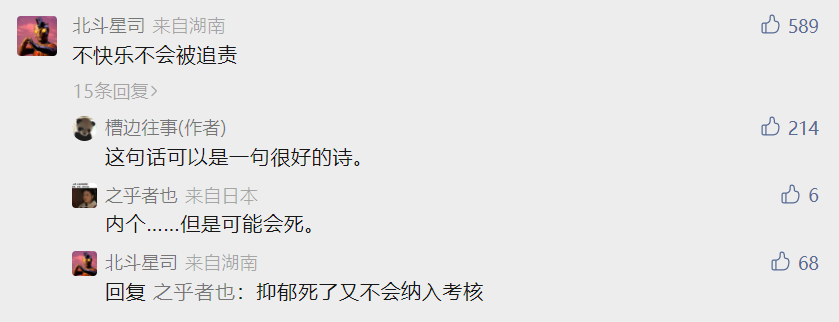 北斗星司 来自湖南 589
不快乐不会被追责
15条回复>
槽边往事(作者) 214
这句话可以是一句很好的诗。
之乎者也 来自日本 6
内个……但是可能会死。
北斗星司 来自湖南 68
回复 之乎者也：抑郁死了又不会纳入考核